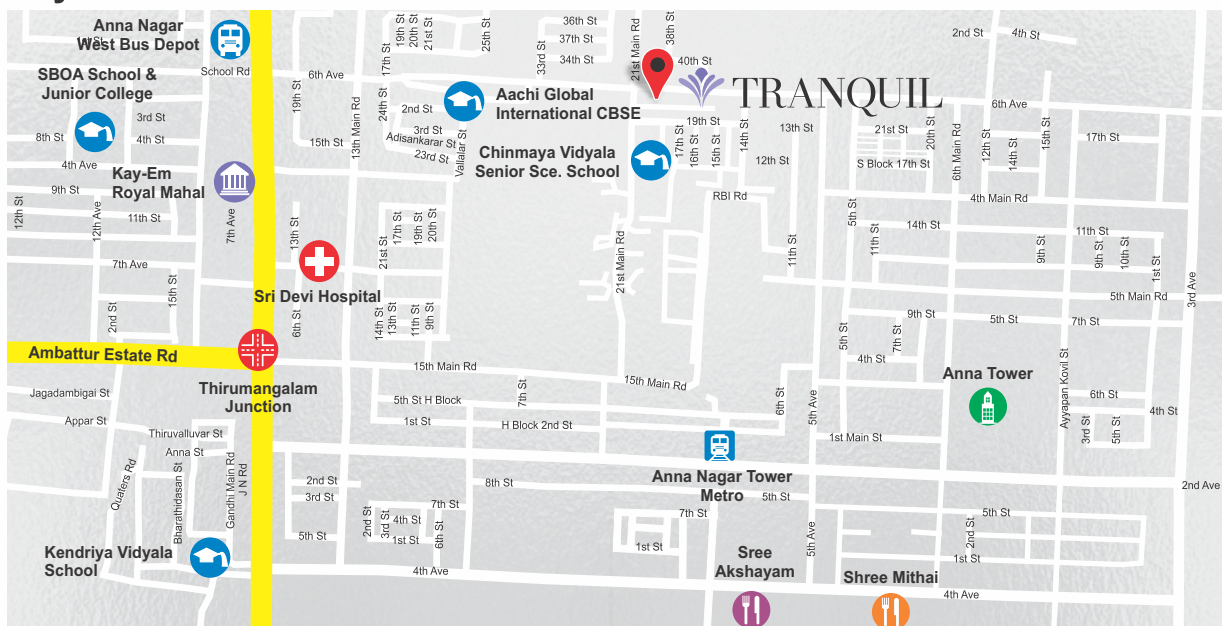 Anna Nagar
West Bus Depot
1st St
School Rd
SBOA School &
Junior College
3rd St
8th St
4th St
4th Ave
Kay-Em
Royal Mahal
9th St
12th St
12th Ave
11th St
7th Ave
7th Ave
15th St
2nd St
Ambattur Estate Rd
Thirumangalam
Junction
Jagadambigai St
Appar St
Thiruvalluvar St
Anna St
Quaters Rd
Bharathidasan St
Gandhi Main Rd
J N Rd
Kendriya Vidyala
School
6th Ave
19th St
15th St
13th Main Rd
17th St
19th St
20th St
21st St
25th St
24th St
2nd St
3rd St
Adisankarar St
23rd St
Vallalar St
Aachi Global
International CBSE
33rd St
36th St
37th St
34th St
21st Main Rd
38th St
40th St
TRANQUIL
Chinmaya Vidyala
Senior Sce. School
19th St
17th St
16th St
15th St
14th St
13th St
12th St
RBI Rd
2nd St
4th St
6th Ave
21st St
S Block 17th St
20th St
6th Main Rd
12th St
14th St
15th St
17th St
4th Main Rd
13th St
Sri Devi Hospital
6th St
21st St
17th St
19th St
20th St
14th St
13th St
11th St
9th St
21st Main Rd
11th St
5th St
11th St
14th St
11th St
9th St
9th St
10th St
1st St
3rd Ave
5th Main Rd
9th St
5th St
7th St
5th St
7th St
4th St
15th Main Rd
15th Main Rd
7th St
5th St H Block
1st St
H Block 2nd St
6th St
5th Ave
Anna Tower
Ayyapan Kovil St
6th St
4th St
3rd St
5th St
1st Main St
Anna Nagar Tower
Metro
2nd Ave
2nd St
3rd St
5th St
8th St
2nd St
3rd St
4th St
1st St
7th St
6th St
5th St
7th St
1st St
5th Ave
5th St
2nd St
1st St
4th Ave
4th Ave
Sree
Akshayam
Shree Mithai